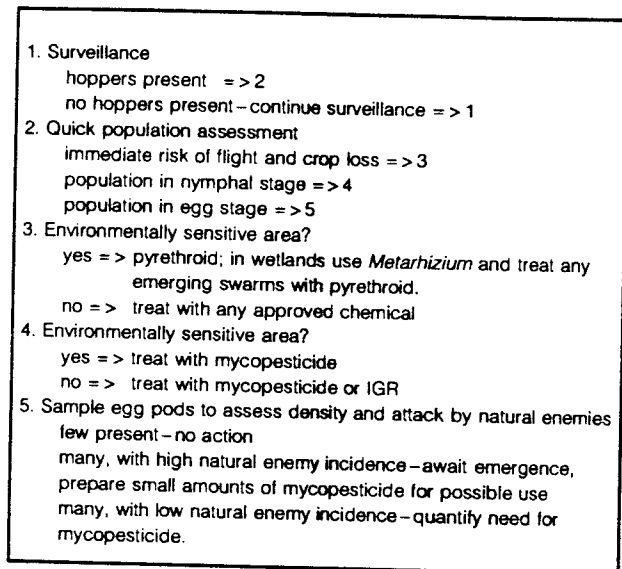 1. Surveillance
hoppers present => 2
no hoppers present – continue surveillance => 1
2. Quick population assessment
immediate risk of flight and crop loss => 3
population in nymphal stage => 4
population in egg stage => 5
3. Environmentally sensitive area?
yes => pyrethroid; in wetlands use Metarhizium and treat any
emerging swarms with pyrethroid.
no => treat with any approved chemical
4. Environmentally sensitive area?
yes => treat with mycopesticide
no => treat with mycopesticide or IGR
5. Sample egg pods to assess density and attack by natural enemies
few present – no action
many, with high natural enemy incidence – await emergence,
prepare small amounts of mycopesticide for possible use
many, with low natural enemy incidence – quantify need for
mycopesticide.